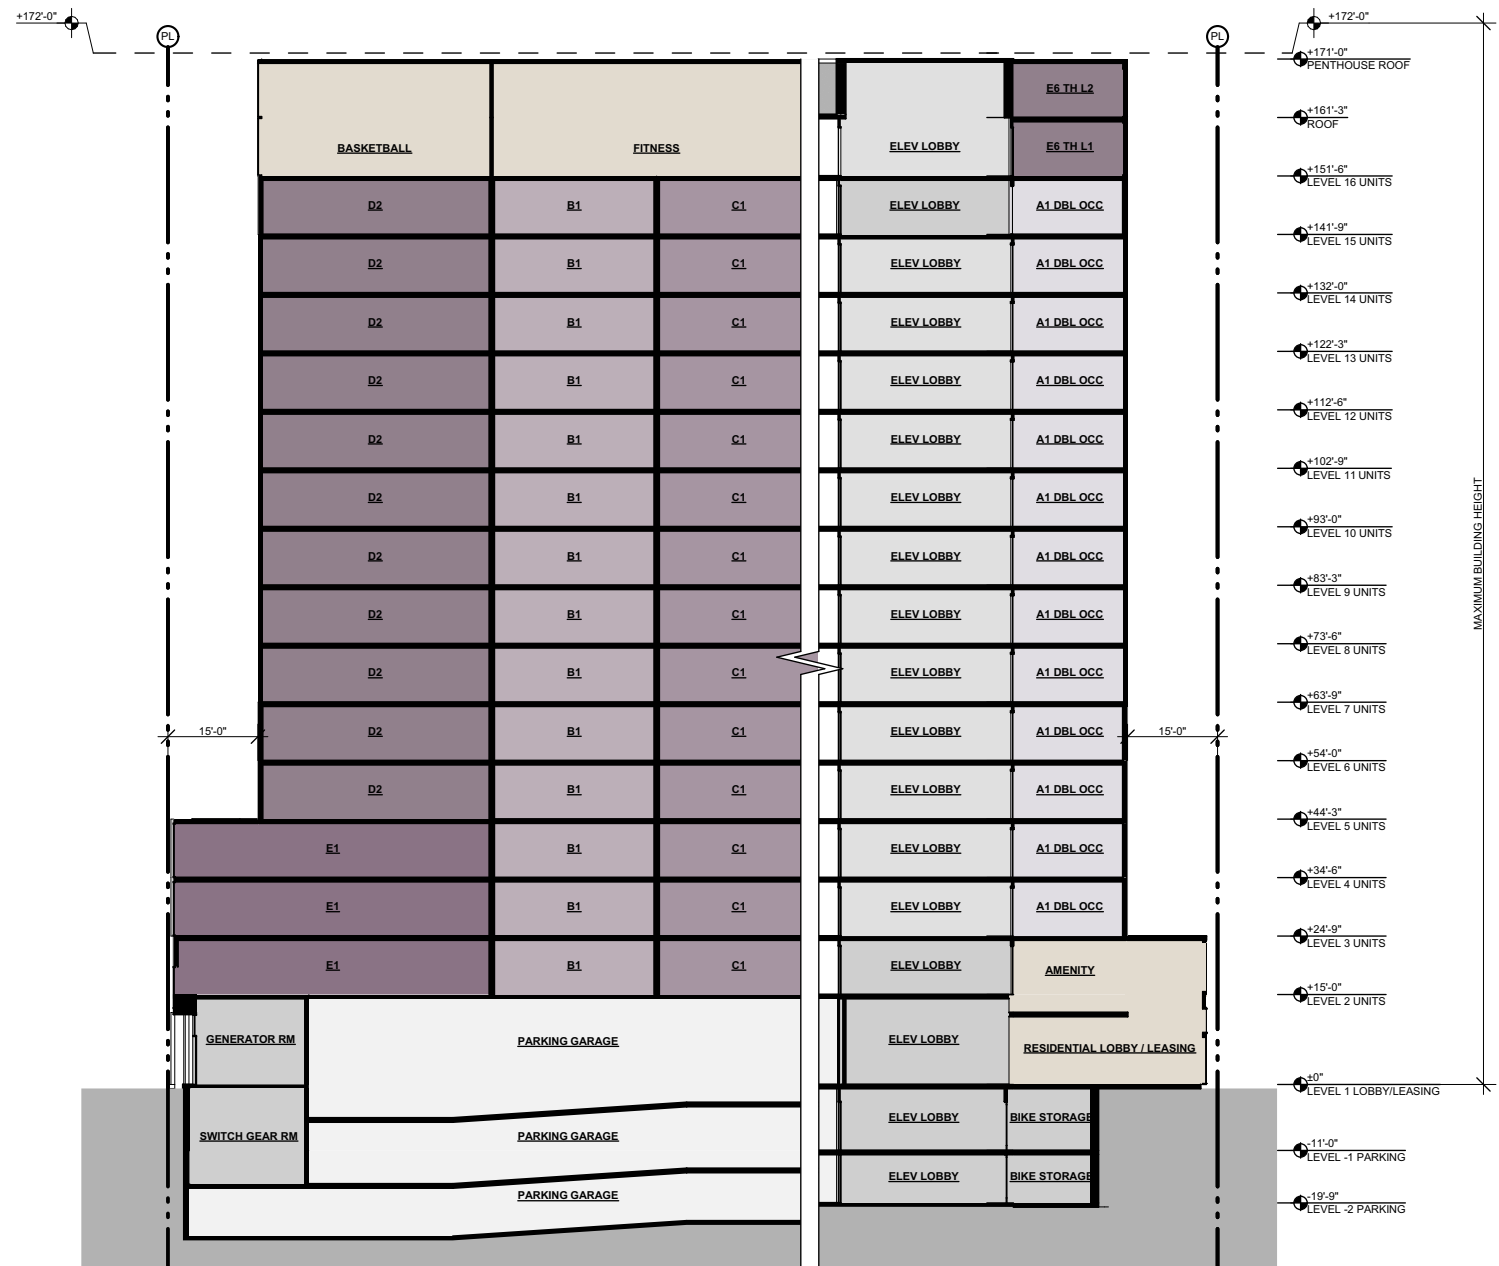 +172'-0"
PL
PL
+172'-0"
+171'-0"
PENTHOUSE ROOF
E6 TH L2
+161'-3"
ROOF
BASKETBALL
FITNESS
ELEV LOBBY
E6 TH L1
+151'-6"
LEVEL 16 UNITS
D2
B1
C1
ELEV LOBBY
A1 DBL OCC
+141'-9"
LEVEL 15 UNITS
D2
B1
C1
ELEV LOBBY
A1 DBL OCC
+132'-0"
LEVEL 14 UNITS
D2
B1
C1
ELEV LOBBY
A1 DBL OCC
+122'-3"
LEVEL 13 UNITS
D2
B1
C1
ELEV LOBBY
A1 DBL OCC
+112'-6"
LEVEL 12 UNITS
D2
B1
C1
ELEV LOBBY
A1 DBL OCC
+102'-9"
LEVEL 11 UNITS
D2
B1
C1
ELEV LOBBY
A1 DBL OCC
+93'-0"
LEVEL 10 UNITS
D2
B1
C1
ELEV LOBBY
A1 DBL OCC
+83'-3"
LEVEL 9 UNITS
D2
B1
C1
ELEV LOBBY
A1 DBL OCC
+73'-6"
LEVEL 8 UNITS
D2
B1
C1
ELEV LOBBY
A1 DBL OCC
+63'-9"
LEVEL 7 UNITS
15'-0"
D2
B1
C1
ELEV LOBBY
A1 DBL OCC
15'-0"
+54'-0"
LEVEL 6 UNITS
D2
B1
C1
ELEV LOBBY
A1 DBL OCC
+44'-3"
LEVEL 5 UNITS
E1
B1
C1
ELEV LOBBY
A1 DBL OCC
+34'-6"
LEVEL 4 UNITS
E1
B1
C1
ELEV LOBBY
A1 DBL OCC
+24'-9"
LEVEL 3 UNITS
E1
B1
C1
ELEV LOBBY
AMENITY
+15'-0"
LEVEL 2 UNITS
GENERATOR RM
PARKING GARAGE
ELEV LOBBY
RESIDENTIAL LOBBY / LEASING
±0"
LEVEL 1 LOBBY/LEASING
SWITCH GEAR RM
PARKING GARAGE
ELEV LOBBY
BIKE STORAGE
-11'-0"
LEVEL -1 PARKING
PARKING GARAGE
ELEV LOBBY
BIKE STORAGE
-19'-9"
LEVEL -2 PARKING
MAXIMUM BUILDING HEIGHT